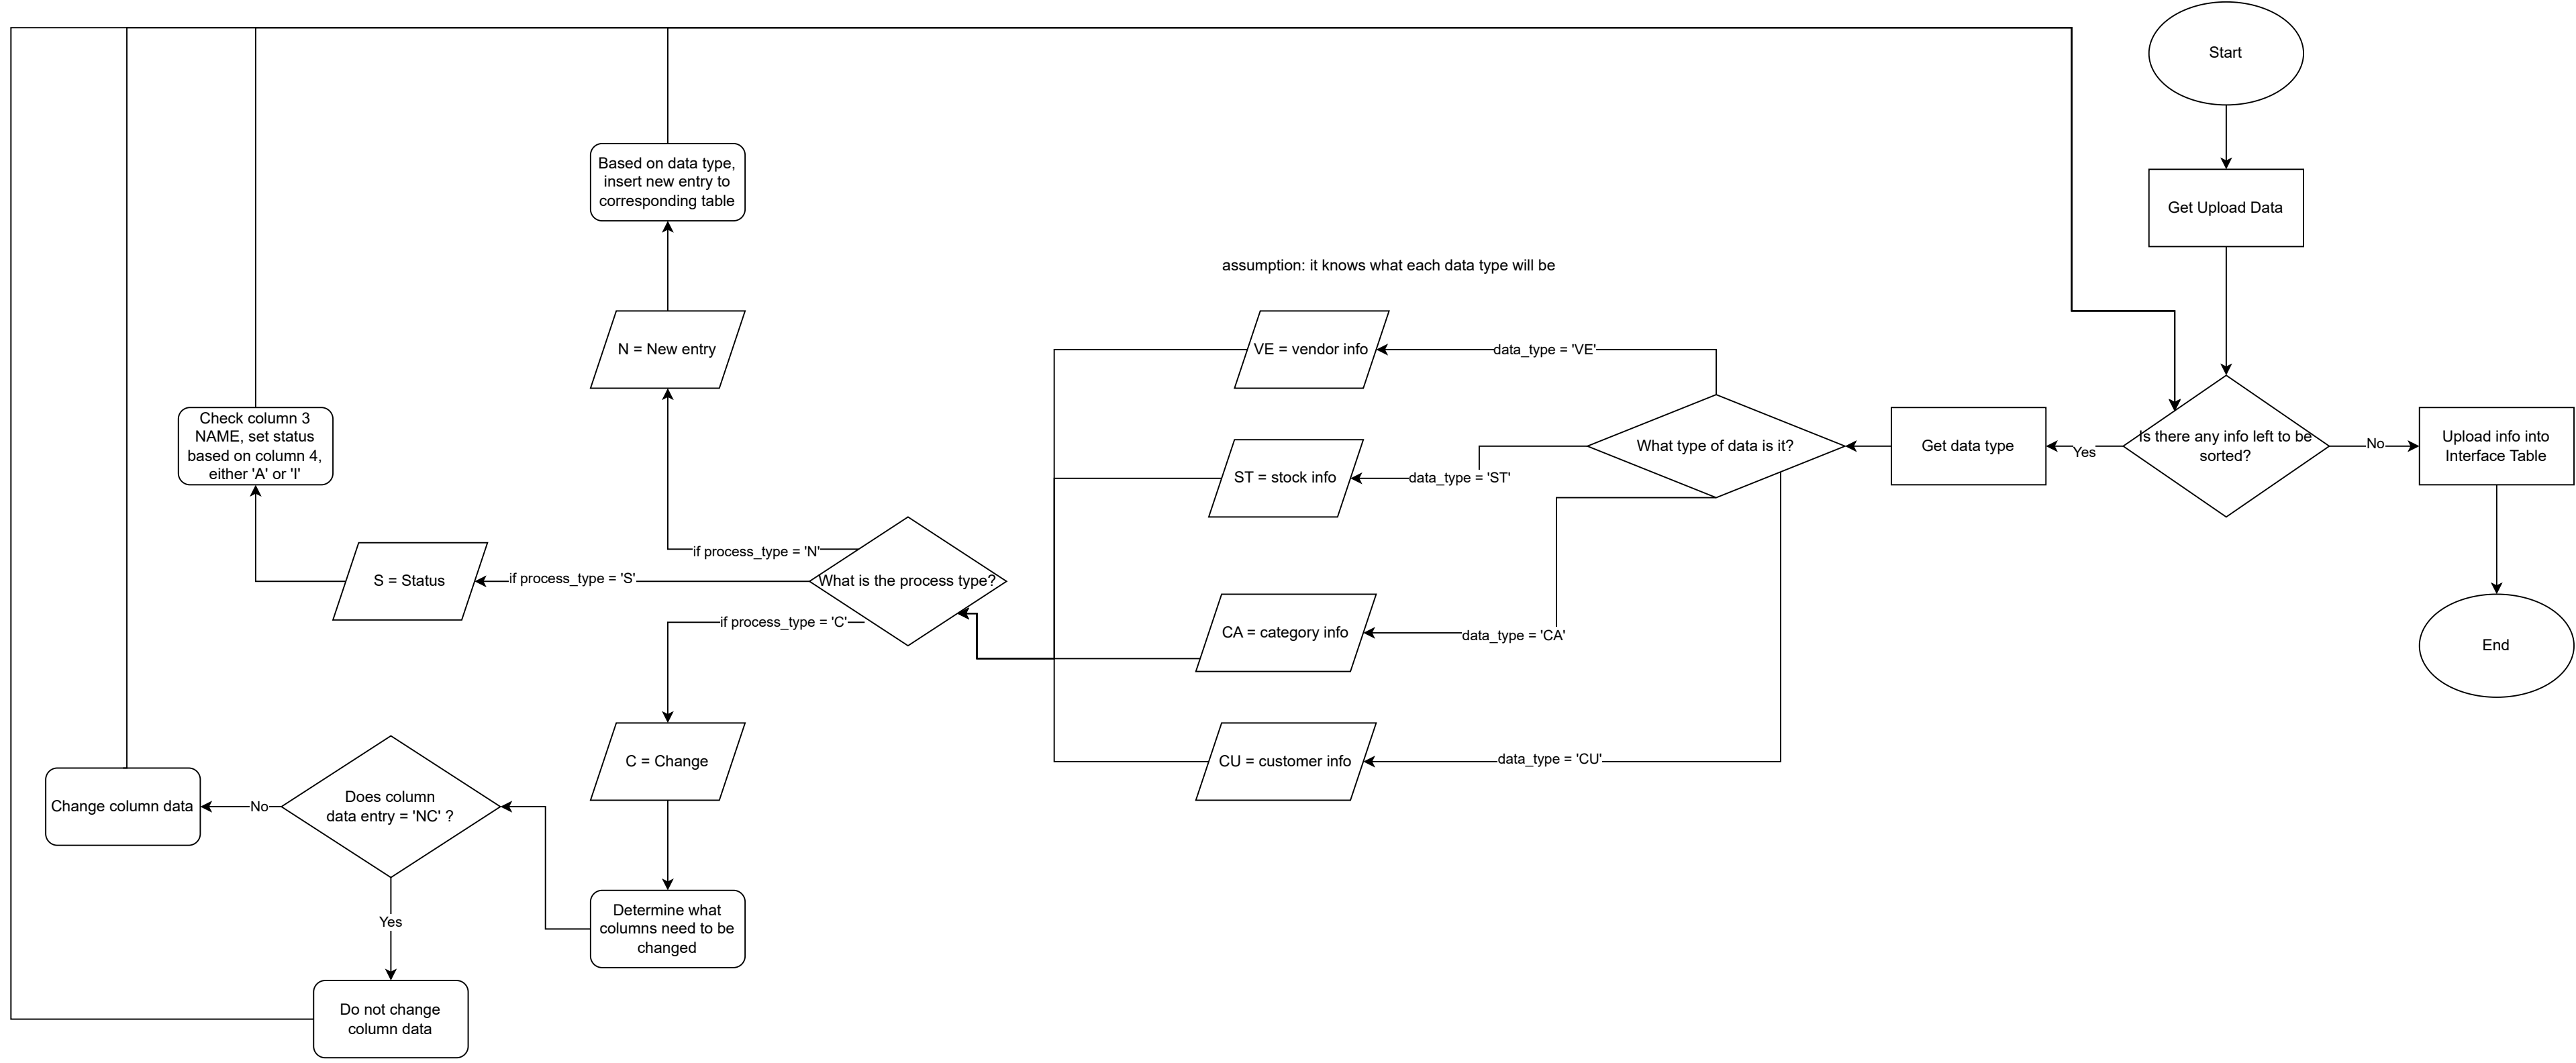 Start
Get Upload Data
Is there any info left to be
sorted?
No
Upload info into
Interface Table
End
Yes
Get data type
What type of data is it?
assumption: it knows what each data type will be
data_type = 'VE'
VE = vendor info
data_type = 'ST'
ST = stock info
data_type = 'CA'
CA = category info
data_type = 'CU'
CU = customer info
What is the process type?
if process_type = 'N'
N = New entry
Based on data type,
insert new entry to
corresponding table
if process_type = 'S'
S = Status
Check column 3
NAME, set status
based on column 4,
either 'A' or 'I'
if process_type = 'C'
C = Change
Determine what
columns need to be
changed
Does column
data entry = 'NC' ?
No
Change column data
Yes
Do not change
column data